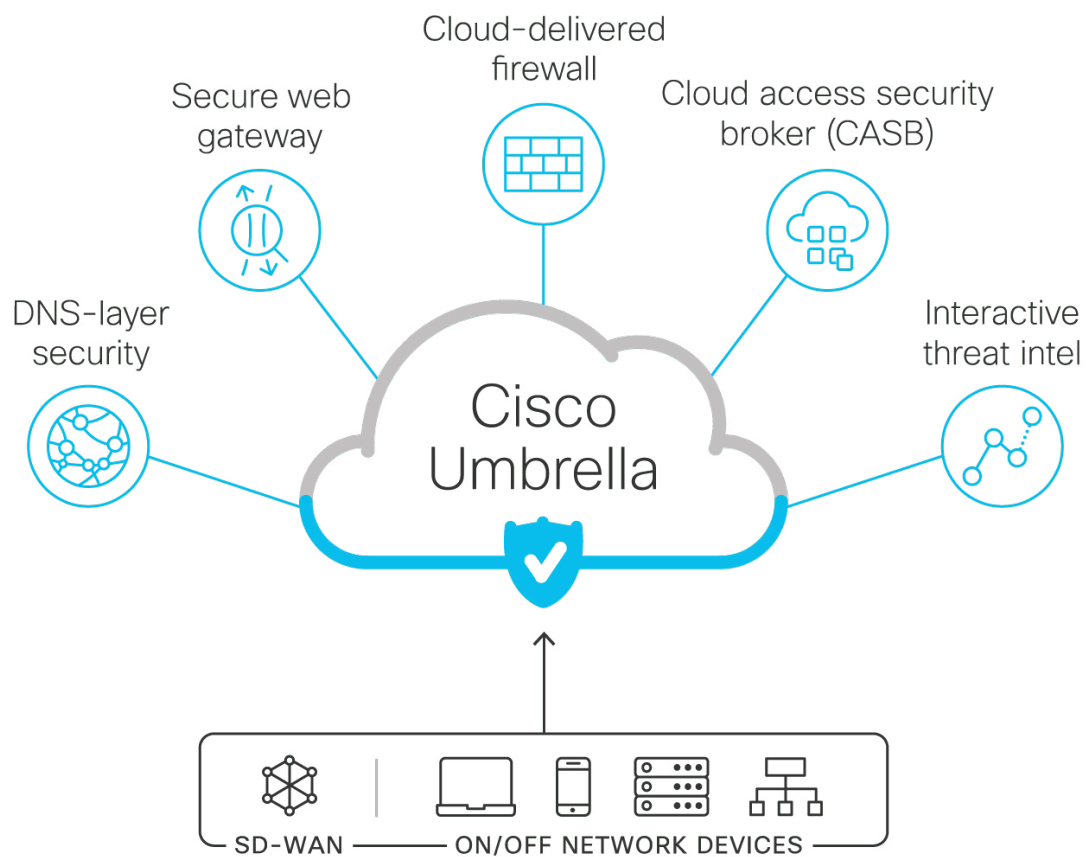 Cloud-delivered
firewall
Secure web
gateway
Cloud access security
broker (CASB)
DNS-layer
security
Interactive
threat intel
Cisco
Umbrella
SD-WAN
ON/OFF NETWORK DEVICES